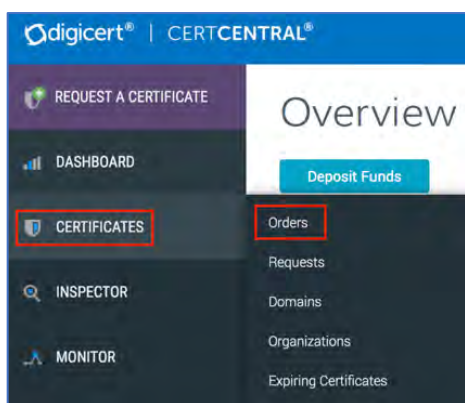 digicert® | CERTCENTRAL®
REQUEST A CERTIFICATE
Overview
DASHBOARD
Deposit Funds
CERTIFICATES
Orders
Requests
INSPECTOR
Domains
Organizations
MONITOR
Expiring Certificates